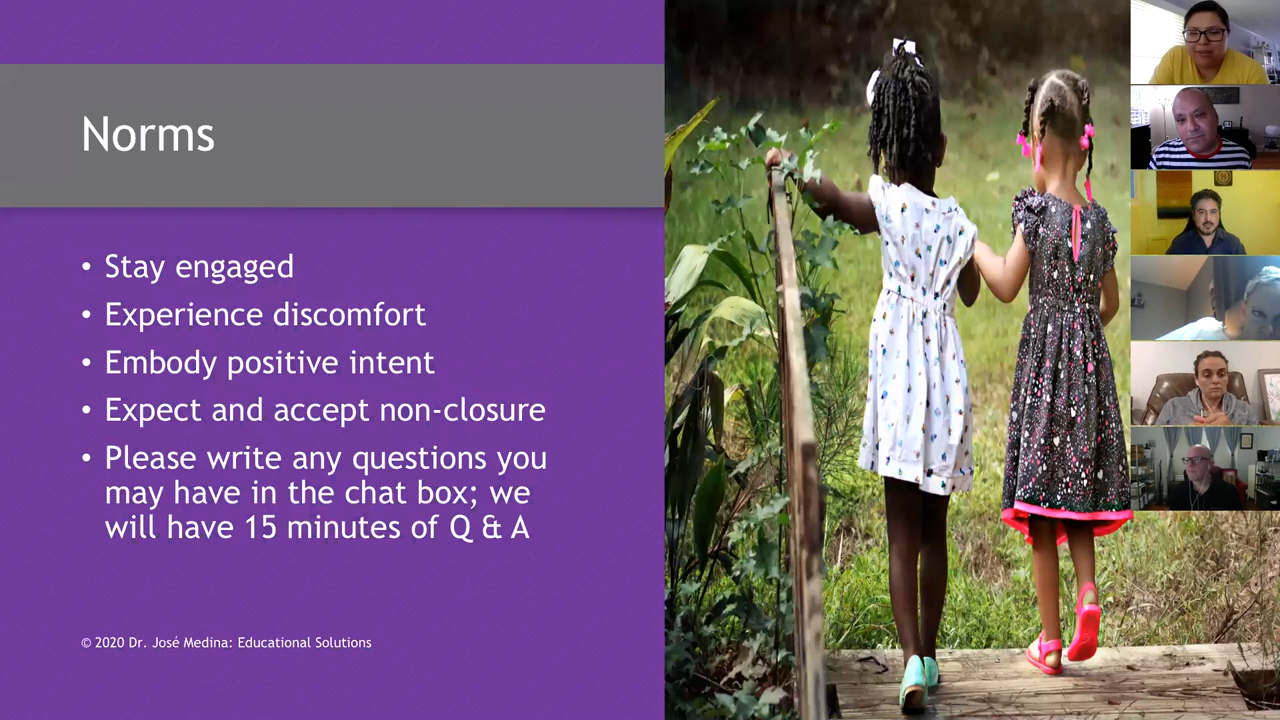 Norms
• Stay engaged
• Experience discomfort
• Embody positive intent
• Expect and accept non-closure
• Please write any questions you
may have in the chat box; we
will have 15 minutes of Q & A
© 2020 Dr. José Medina: Educational Solutions